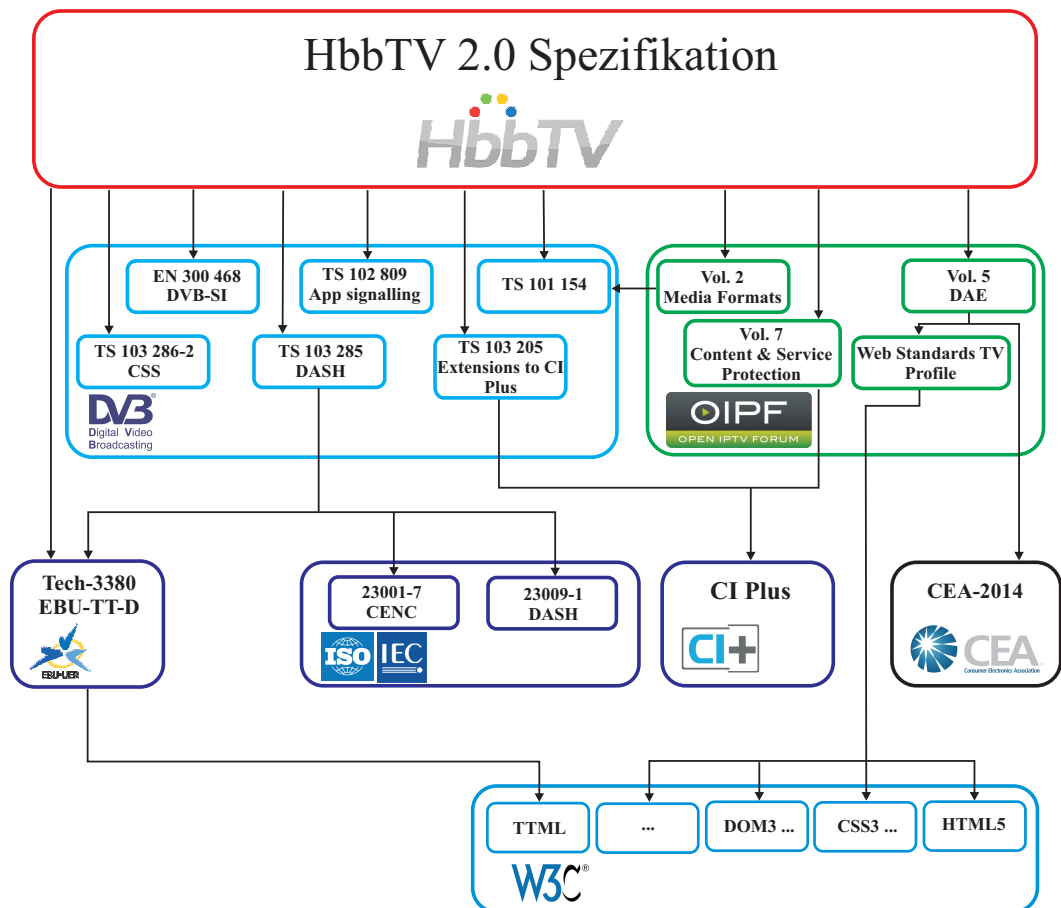 HbbTV 2.0 Spezifikation
HbbTV
EN 300 468
DVB-SI
TS 102 809
App signalling
TS 101 154
Vol. 2
Media Formats
Vol. 5
DAE
TS 103 286-2
CSS
TS 103 285
DASH
TS 103 205
Extensions to CI
Plus
Vol. 7
Content & Service
Protection
Web Standards TV
Profile
DVB®
Digital Video
Broadcasting
OIPF
OPEN IPTV FORUM
Tech-3380
EBU-TT-D
EBU-UER
23001-7
CENC
23009-1
DASH
ISO IEC
CI Plus
CI+
CEA-2014
CEA
Consumer Electronics Association
TTML
...
DOM3 ...
CSS3 ...
HTML5
W3C®